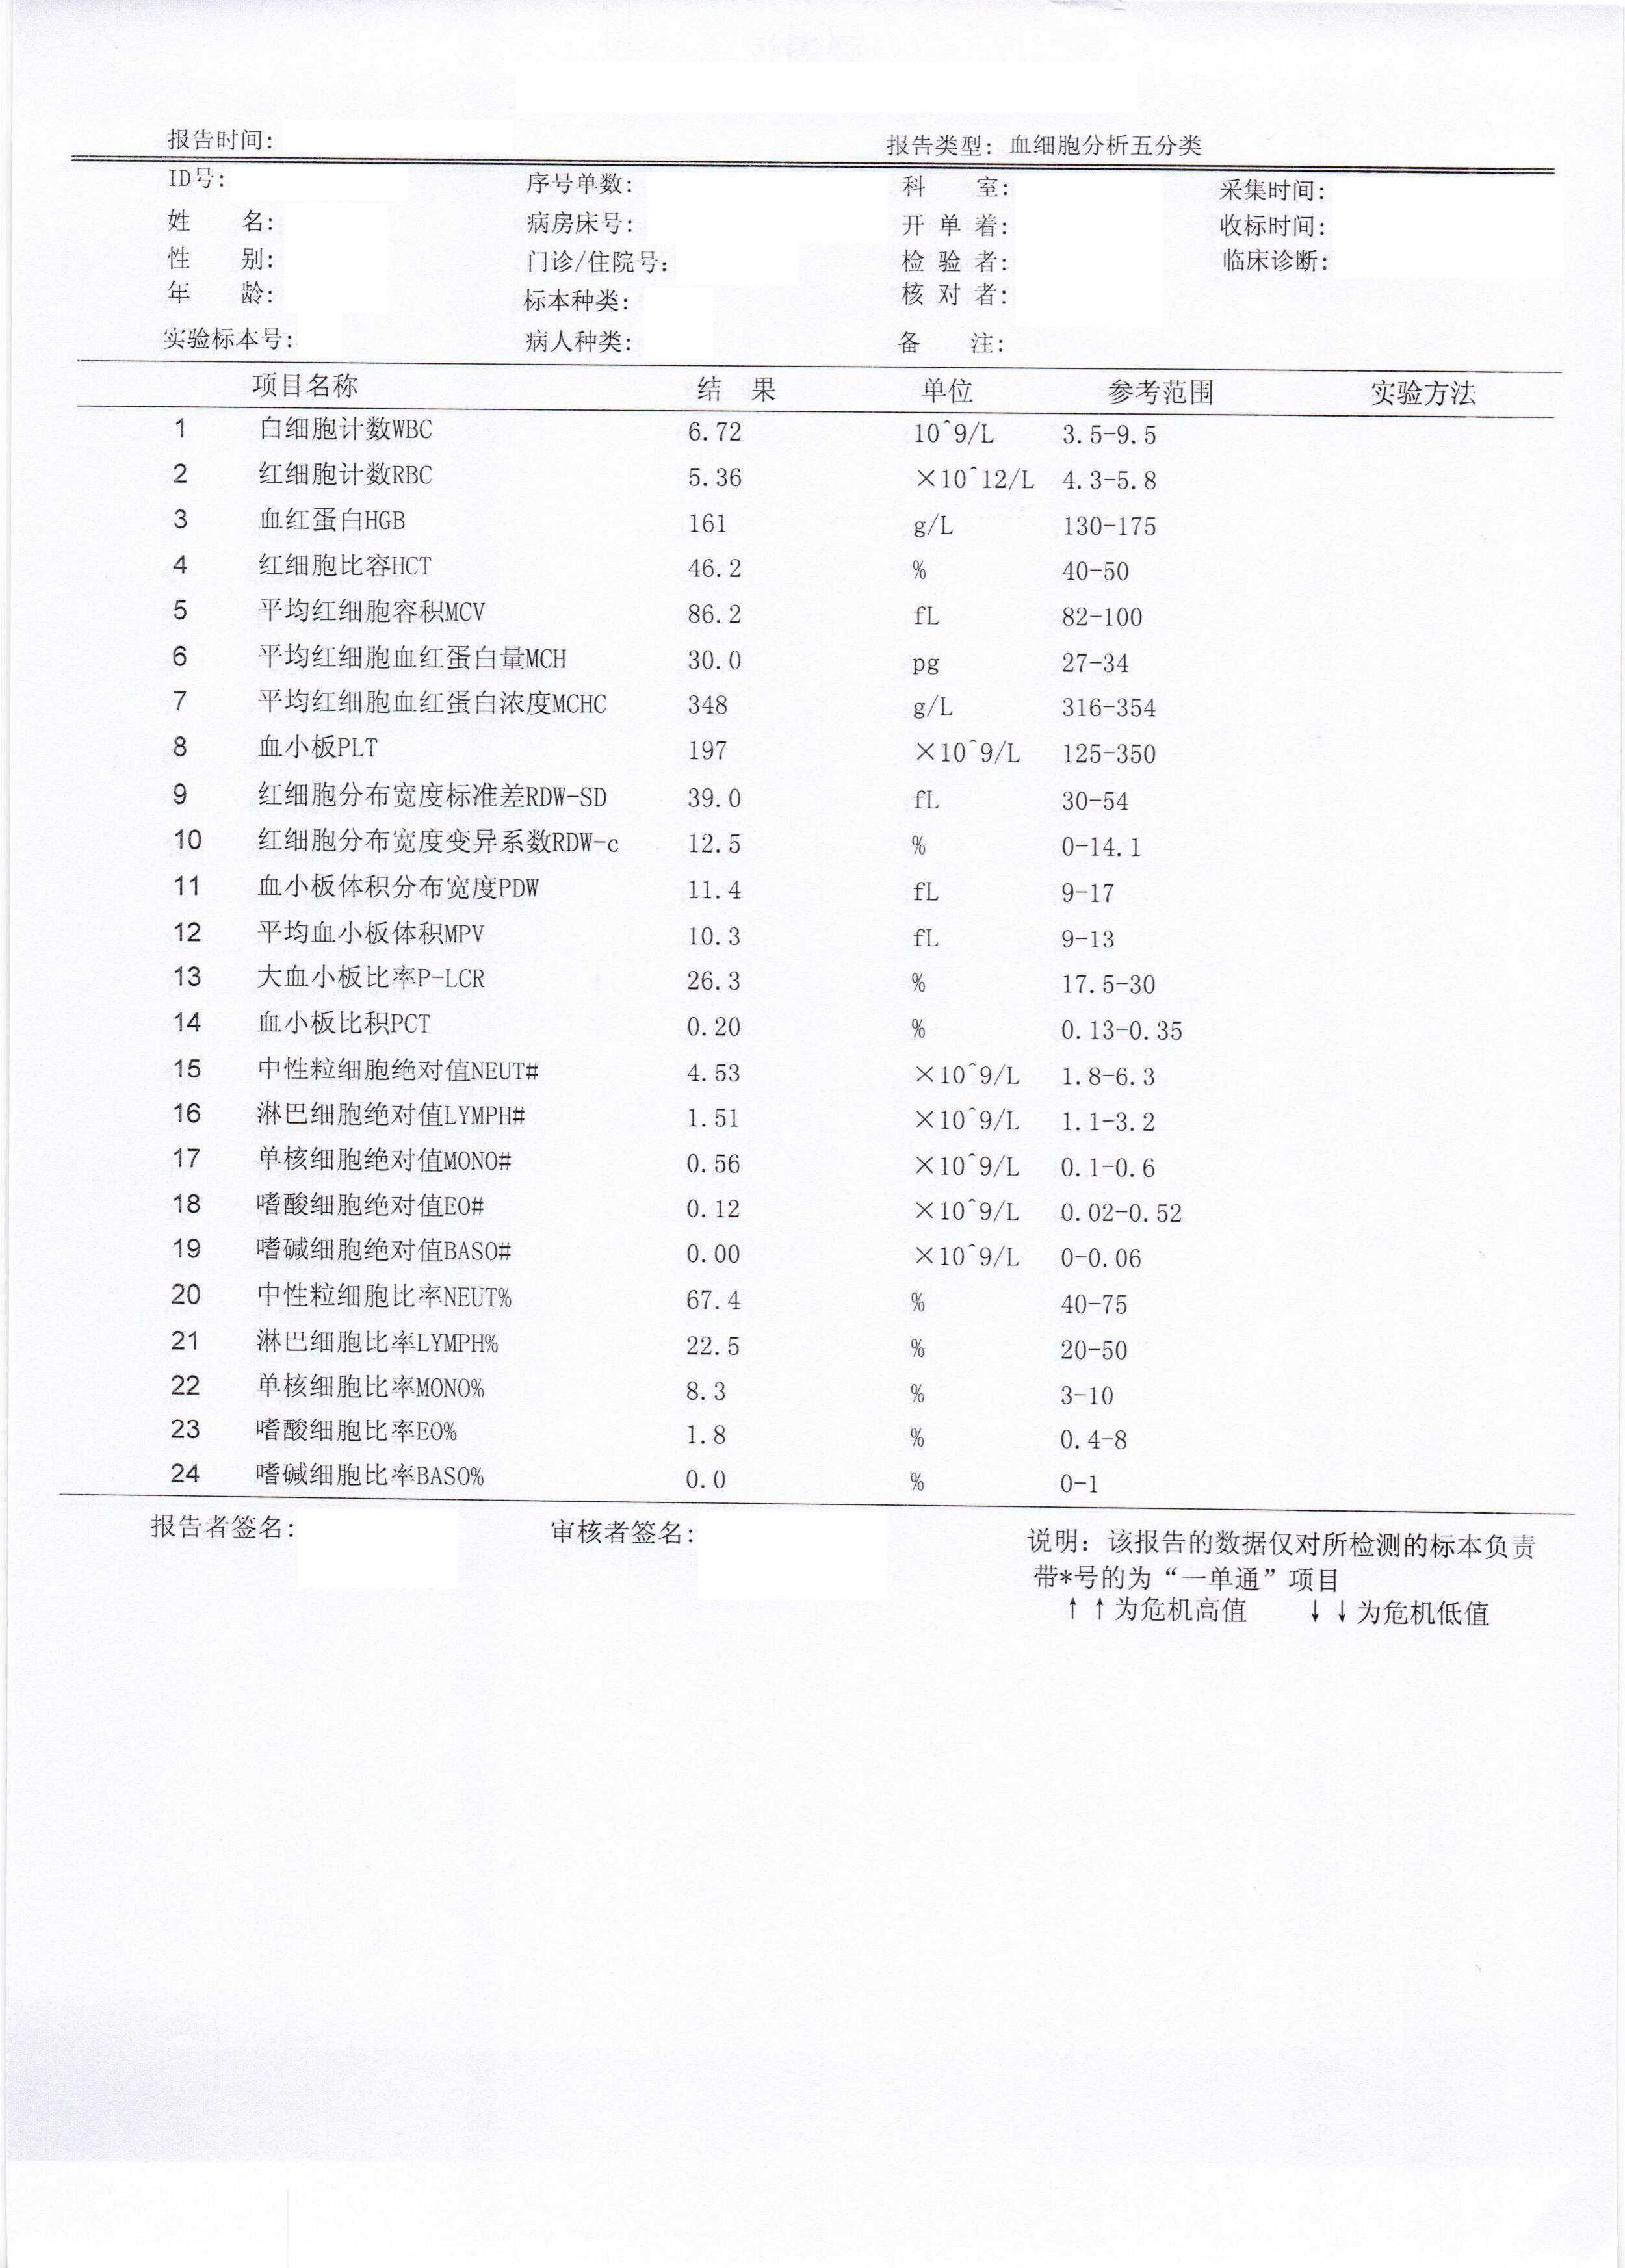 报告时间: 报告类型: 血细胞分析五分类
ID号: 序号单数: 科 室: 采集时间:
姓 名: 病房床号: 开 单 着: 收标时间:
性 别: 门诊/住院号: 检 验 者: 临床诊断:
年 龄: 标本种类: 核 对 者:
实验标本号: 病人种类: 备 注:
项目名称 结 果 单位 参考范围 实验方法
1 白细胞计数WBC 6.72 10^9/L 3.5-9.5
2 红细胞计数RBC 5.36 ×10^12/L 4.3-5.8
3 血红蛋白HGB 161 g/L 130-175
4 红细胞比容HCT 46.2 % 40-50
5 平均红细胞容积MCV 86.2 fL 82-100
6 平均红细胞血红蛋白量MCH 30.0 pg 27-34
7 平均红细胞血红蛋白浓度MCHC 348 g/L 316-354
8 血小板PLT 197 ×10^9/L 125-350
9 红细胞分布宽度标准差RDW-SD 39.0 fL 30-54
10 红细胞分布宽度变异系数RDW-c 12.5 % 0-14.1
11 血小板体积分布宽度PDW 11.4 fL 9-17
12 平均血小板体积MPV 10.3 fL 9-13
13 大血小板比率P-LCR 26.3 % 17.5-30
14 血小板比积PCT 0.20 % 0.13-0.35
15 中性粒细胞绝对值NEUT# 4.53 ×10^9/L 1.8-6.3
16 淋巴细胞绝对值LYMPH# 1.51 ×10^9/L 1.1-3.2
17 单核细胞绝对值MONO# 0.56 ×10^9/L 0.1-0.6
18 嗜酸细胞绝对值EO# 0.12 ×10^9/L 0.02-0.52
19 嗜碱细胞绝对值BASO# 0.00 ×10^9/L 0-0.06
20 中性粒细胞比率NEUT% 67.4 % 40-75
21 淋巴细胞比率LYMPH% 22.5 % 20-50
22 单核细胞比率MONO% 8.3 % 3-10
23 嗜酸细胞比率EO% 1.8 % 0.4-8
24 嗜碱细胞比率BASO% 0.0 % 0-1
报告者签名: 审核者签名: 说明: 该报告的数据仅对所检测的标本负责
带*号的为“一单通”项目
↑↑为危机高值 ↓↓为危机低值